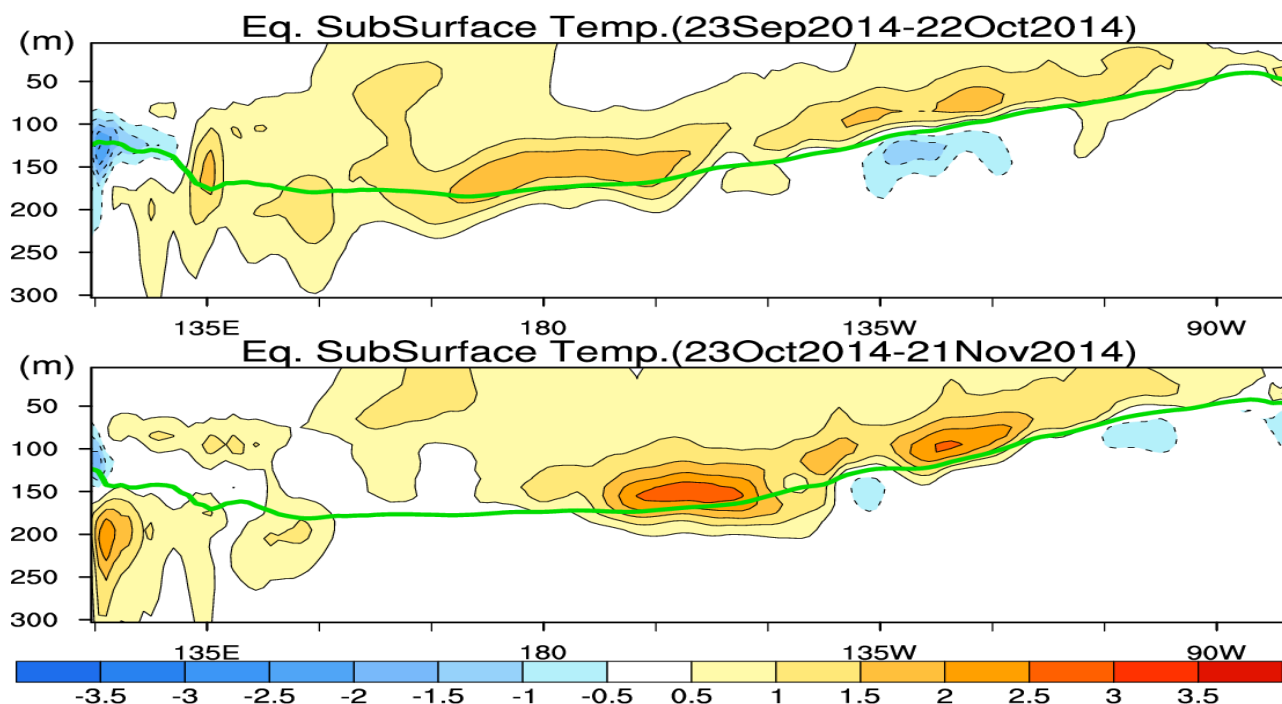 Eq. SubSurface Temp.(23Sep2014-22Oct2014)
(m)
50
100
150
200
250
300
135E 180 135W 90W
Eq. SubSurface Temp.(23Oct2014-21Nov2014)
(m)
50
100
150
200
250
300
135E 180 135W 90W
-3.5 -3 -2.5 -2 -1.5 -1 -0.5 0.5 1 1.5 2 2.5 3 3.5